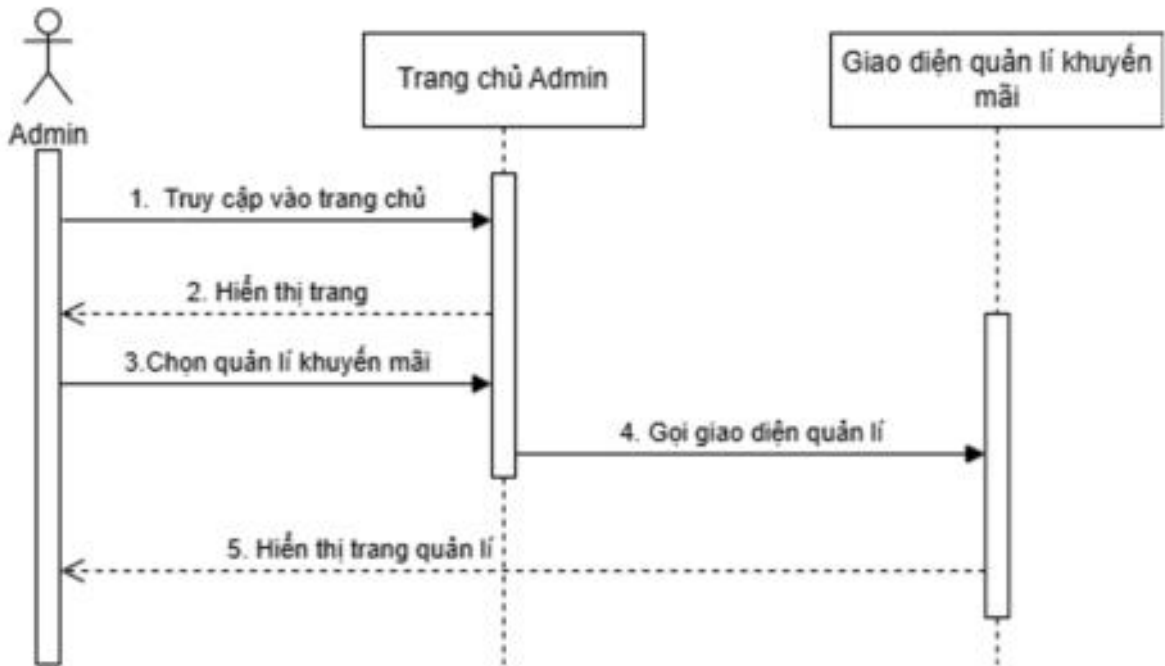 Trang chủ Admin
Giao diện quản lí khuyến
mãi
Admin
1. Truy cập vào trang chủ
2. Hiển thị trang
3.Chọn quản lí khuyến mãi
4. Gọi giao diện quản lí
5. Hiển thị trang quản lí